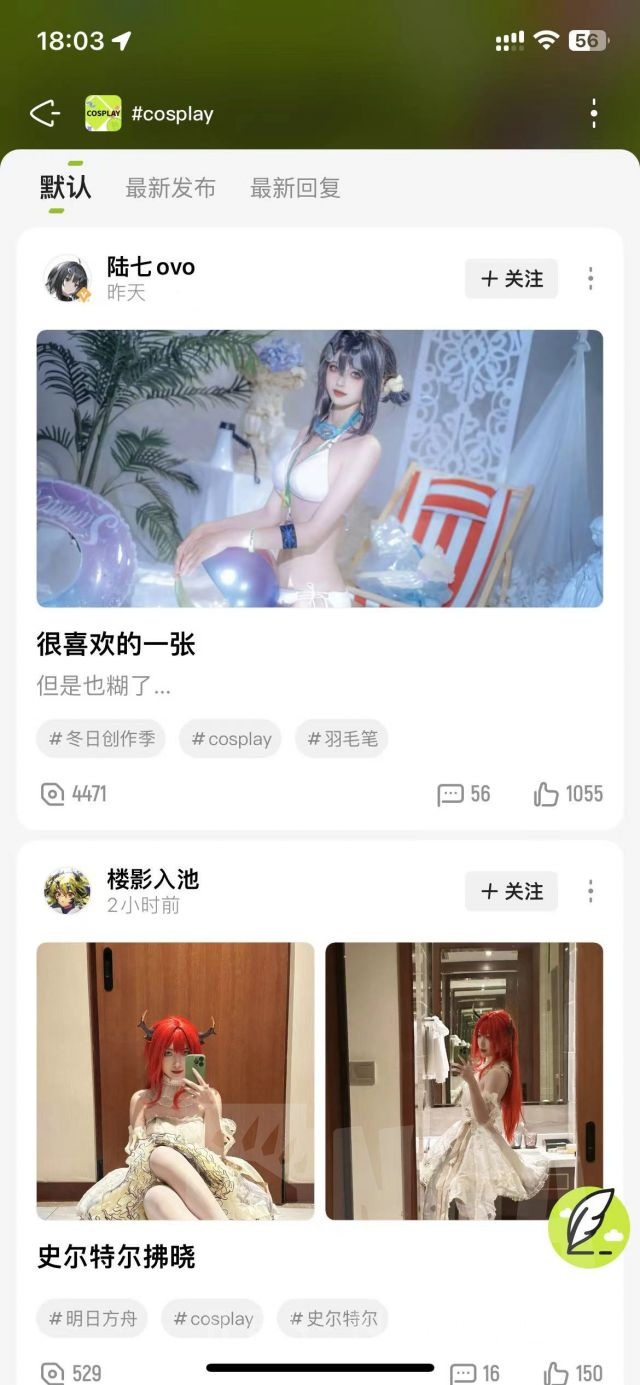 18:03
56
COSPLAY
#cosplay
默认
最新发布
最新回复
陆七ovo
昨天
+ 关注
很喜欢的一张
但是也糊了...
#冬日创作季
#cosplay
#羽毛笔
4471
56
1055
楼影入池
2小时前
+ 关注
史尔特尔拂晓
#明日方舟
#cosplay
#史尔特尔
529
16
150